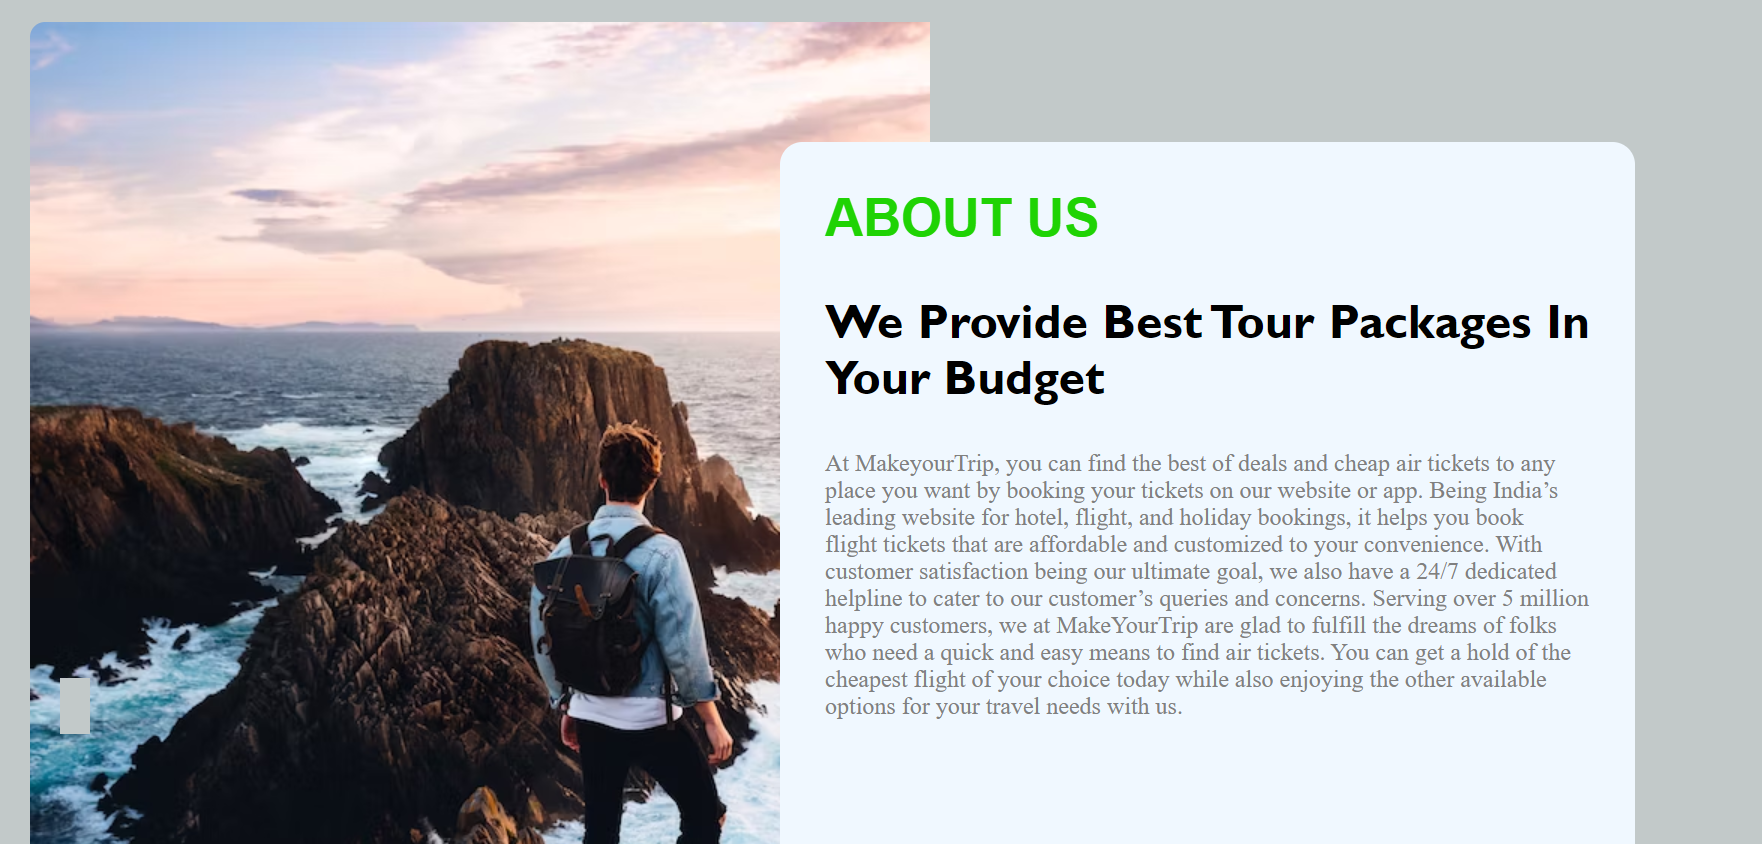 ABOUT US
We Provide Best Tour Packages In
Your Budget
At MakeyourTrip, you can find the best of deals and cheap air tickets to any
place you want by booking your tickets on our website or app. Being India’s
leading website for hotel, flight, and holiday bookings, it helps you book
flight tickets that are affordable and customized to your convenience. With
customer satisfaction being our ultimate goal, we also have a 24/7 dedicated
helpline to cater to our customer’s queries and concerns. Serving over 5 million
happy customers, we at MakeYourTrip are glad to fulfill the dreams of folks
who need a quick and easy means to find air tickets. You can get a hold of the
cheapest flight of your choice today while also enjoying the other available
options for your travel needs with us.